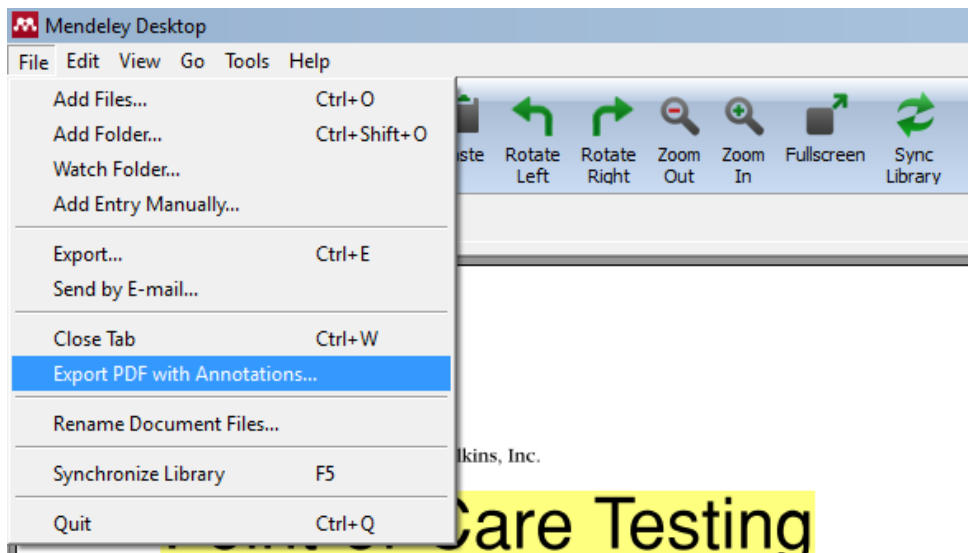 Mendeley Desktop
File Edit View Go Tools Help
Add Files... Ctrl+O
Add Folder... Ctrl+Shift+O
Watch Folder...
Add Entry Manually...
Export... Ctrl+E
Send by E-mail...
Close Tab Ctrl+W
Export PDF with Annotations...
Rename Document Files...
Synchronize Library F5
Quit Ctrl+Q
Rotate Left
Rotate Right
Zoom Out
Zoom In
Fullscreen
Sync Library
lkins, Inc.
Care Testing